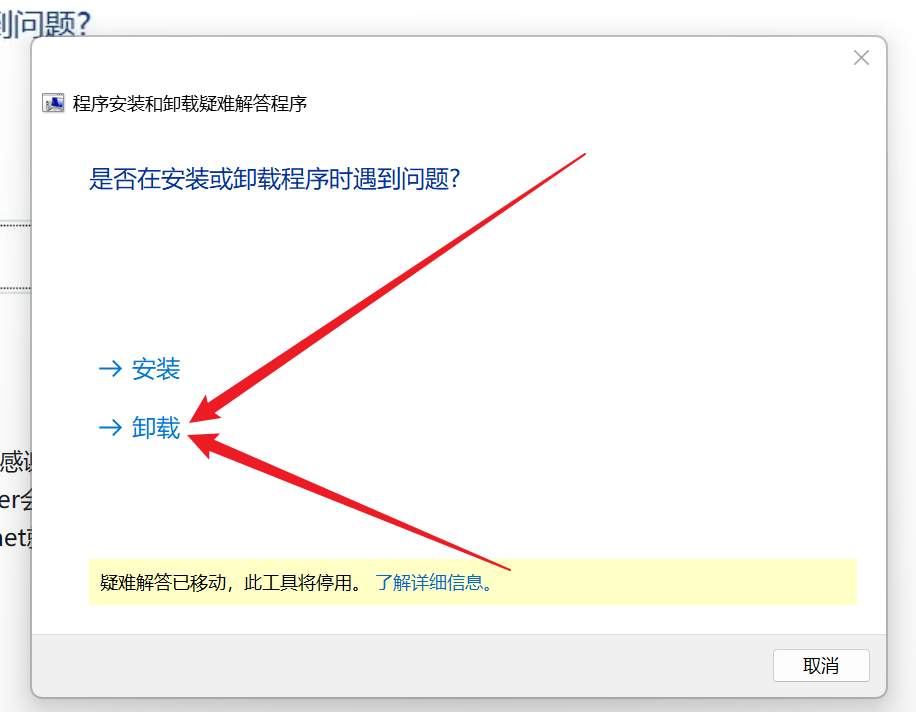 到问题?
程序安装和卸载疑难解答程序
是否在安装或卸载程序时遇到问题?
→ 安装
→ 卸载
感谢
er会
net
疑难解答已移动，此工具将停用。 了解详细信息。
取消